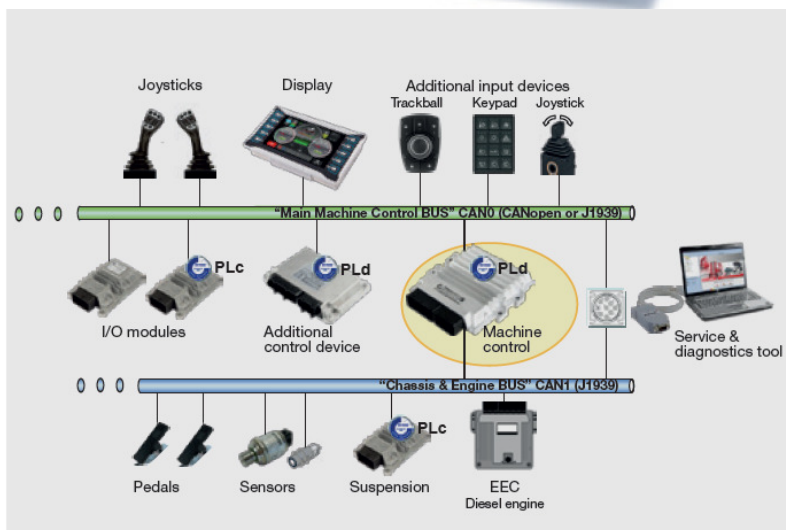 Joysticks
Display
Additional input devices
Trackball
Keypad
Joystick
“Main Machine Control BUS” CAN0 (CANopen or J1939)
PLc
PLd
PLd
I/O modules
Additional
control device
Machine
control
Service &
diagnostics tool
“Chassis & Engine BUS” CAN1 (J1939)
PLc
Pedals
Sensors
Suspension
EEC
Diesel engine